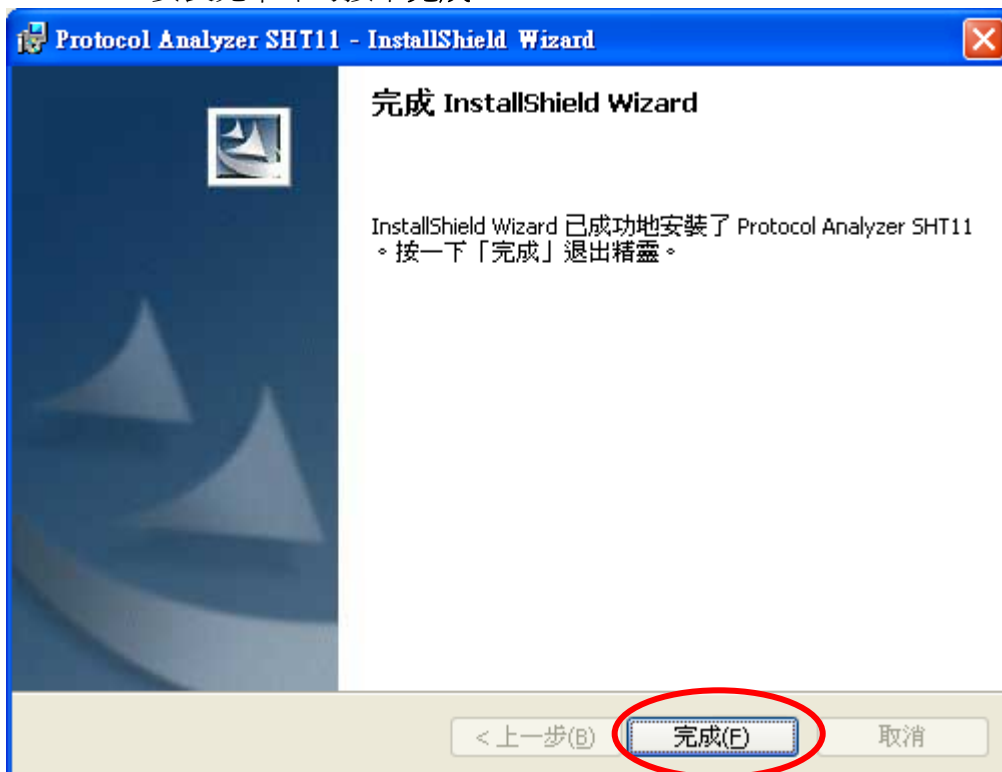 Protocol Analyzer SHT11 - InstallShield Wizard
完成 InstallShield Wizard
InstallShield Wizard 已成功地安裝了 Protocol Analyzer SHT11
。按一下「完成」退出精靈。
<上一步(B)
完成(F)
取消